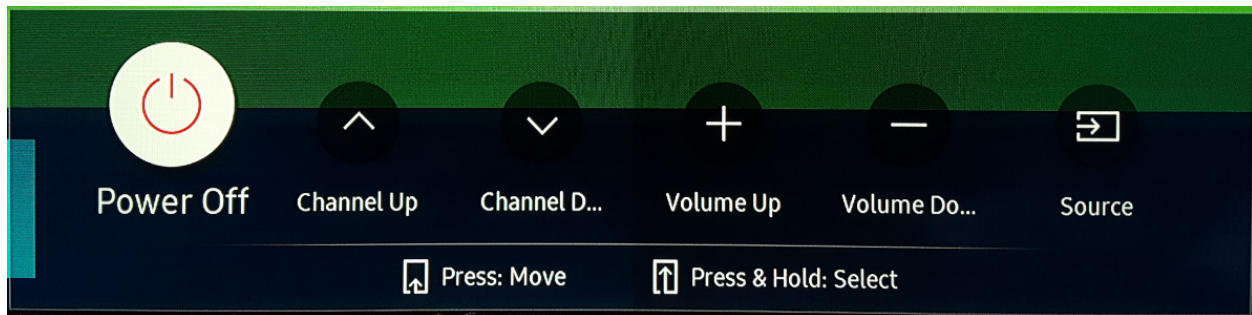 Power Off
Channel Up
Channel D...
Volume Up
Volume Do...
Source
Press: Move
Press & Hold: Select